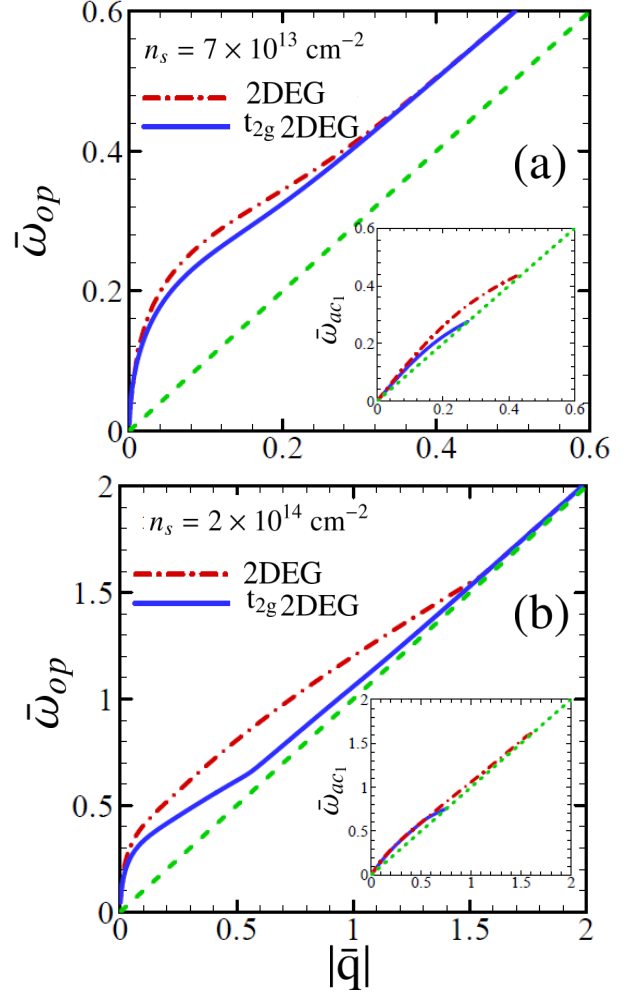 0.6
n_s = 7 × 10^13 cm^−2
2DEG
t_2g 2DEG
0.4
(a)
ω̄_op
0.6
0.4
ω̄_ac₁
0.2
0.2
0
0 0.2 0.4 0.6
0
0 0.2 0.4 0.6
2
n_s = 2 × 10^14 cm^−2
2DEG
t_2g 2DEG
1.5
(b)
ω̄_op
1
2
1.5
ω̄_ac₁
1
0.5
0.5
0
0 0.5 1 1.5 2
0
0 0.5 1 1.5 2
|q̄|